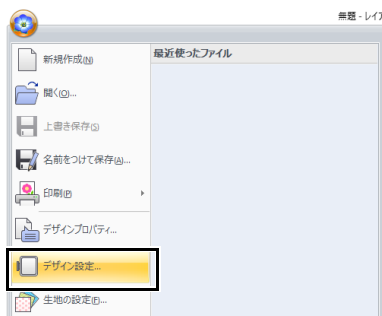 無題 - レイア
最近使ったファイル
新規作成(N)
開く(O)...
上書き保存(S)
名前をつけて保存(A)...
印刷(P)
デザインプロパティ...
デザイン設定...
生地の設定(F)...